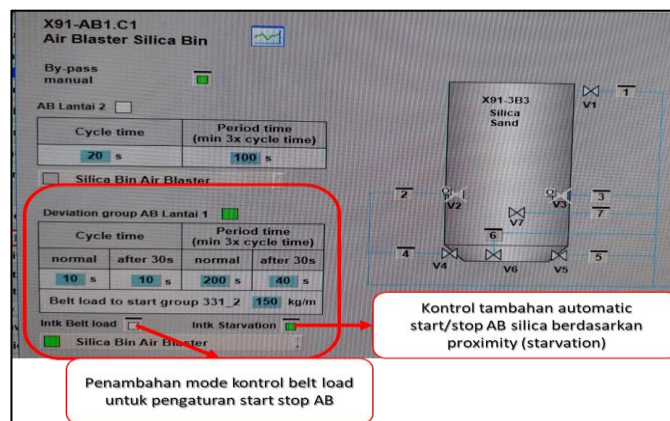 X91-AB1.C1
Air Blaster Silica Bin
By-pass
manual
AB Lantai 2
Cycle time
Period time
(min 3x cycle time)
20 s
100 s
Silica Bin Air Blaster
Deviation group AB Lantai 1
Cycle time
Period time
(min 3x cycle time)
normal
after 30s
normal
after 30s
10 s
10 s
200 s
40 s
Belt load to start group 331_2 150 kg/m
Intk Belt load
Intk Starvation
Silica Bin Air Blaster
X91-3B3
Silica
Sand
V1
1
2
V2
V3
3
V7
7
6
4
V4
V6
V5
5
Kontrol tambahan automatic
start/stop AB silica berdasarkan
proximity (starvation)
Penambahan mode kontrol belt load
untuk pengaturan start stop AB